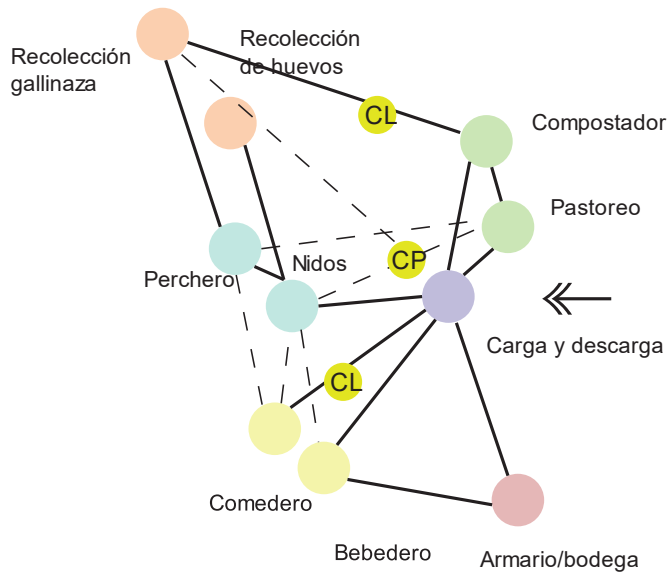 Recolección
gallinaza
Recolección
de huevos
CL
Compostador
Pastoreo
Perchero
Nidos
CP
Carga y descarga
CL
Comedero
Bebedero
Armario/bodega